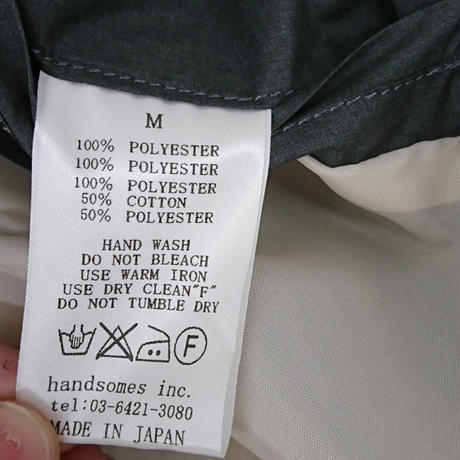 M
100% POLYESTER
100% POLYESTER
100% POLYESTER
50% COTTON
50% POLYESTER
HAND WASH
DO NOT BLEACH
USE WARM IRON
USE DRY CLEAN"F"
DO NOT TUMBLE DRY
F
handsomes inc.
tel:03-6421-3080
MADE IN JAPAN